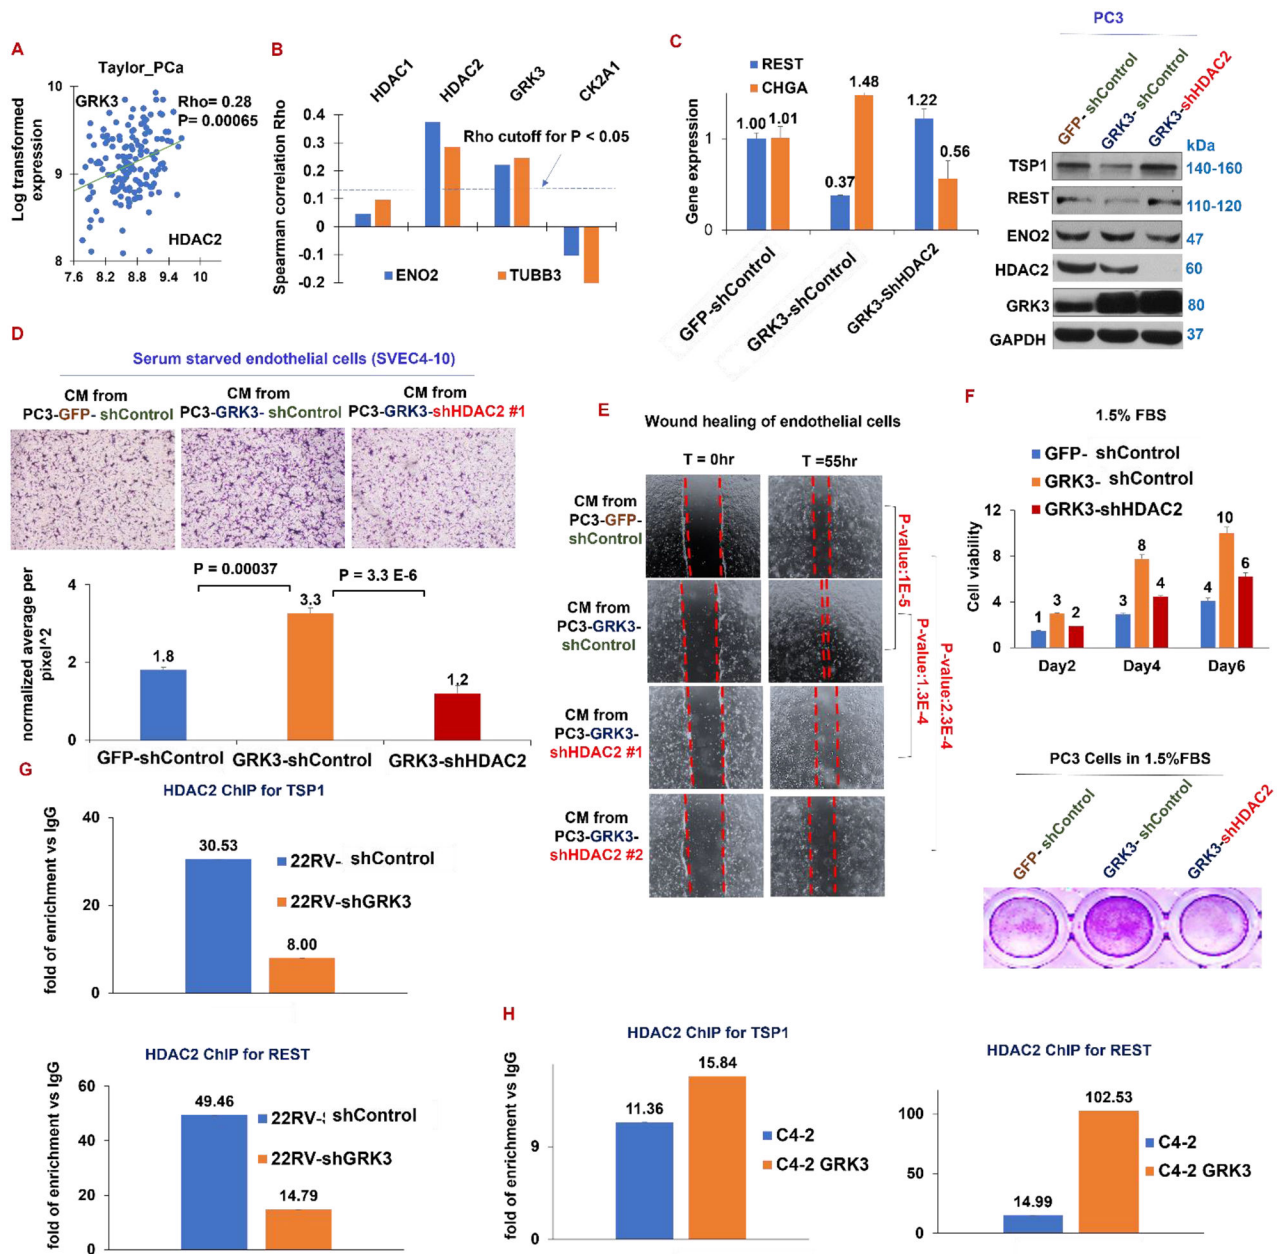 A
Taylor_PCa
Log transformed
expression
10
9
8
GRK3
Rho= 0.28
P= 0.00065
HDAC2
7.6 8.2 8.8 9.4 10
B
HDAC1
HDAC2
GRK3
CK2A1
Spearman correlation Rho
0.4
0.3
0.2
0.1
0
-0.1
-0.2
Rho cutoff for P < 0.05
ENO2
TUBB3
C
REST
CHGA
Gene expression
1
0
1.00
1.01
0.37
1.48
1.22
0.56
GFP-shControl
GRK3-shControl
GRK3-ShHDAC2
PC3
GFP- shControl
GRK3- shControl
GRK3-shHDAC2
kDa
TSP1 140-160
REST 110-120
ENO2 47
HDAC2 60
GRK3 80
GAPDH 37
D
Serum starved endothelial cells (SVEC4-10)
CM from
PC3-GFP- shControl
CM from
PC3-GRK3- shControl
CM from
PC3-GRK3-shHDAC2 #1
normalized average per
pixel^2
4
2
0
P = 0.00037
P = 3.3 E-6
1.8
3.3
1.2
GFP-shControl GRK3-shControl GRK3-shHDAC2
E
Wound healing of endothelial cells
T = 0hr T =55hr
CM from
PC3-GFP-
shControl
CM from
PC3-GRK3-
shControl
CM from
PC3-GRK3-
shHDAC2 #1
CM from
PC3-GRK3-
shHDAC2 #2
P-value:1E-5
P-value:1.3E-4
P-value:2.3E-4
F
1.5% FBS
GFP- shControl
GRK3- shControl
GRK3-shHDAC2
Cell viability
12
8
4
0
1 3 2
3 8 4
4 10 6
Day2 Day4 Day6
PC3 Cells in 1.5%FBS
GFP- shControl
GRK3- shControl
GRK3-shHDAC2
G
HDAC2 ChIP for TSP1
fold of enrichment vs IgG
40
20
0
30.53
8.00
22RV- shControl
22RV-shGRK3
HDAC2 ChIP for REST
fold of enrichment vs IgG
60
40
20
0
49.46
14.79
22RV- shControl
22RV-shGRK3
H
HDAC2 ChIP for TSP1
fold of enrichment vs IgG
9
0
11.36
15.84
C4-2
C4-2 GRK3
HDAC2 ChIP for REST
100
50
0
14.99
102.53
C4-2
C4-2 GRK3